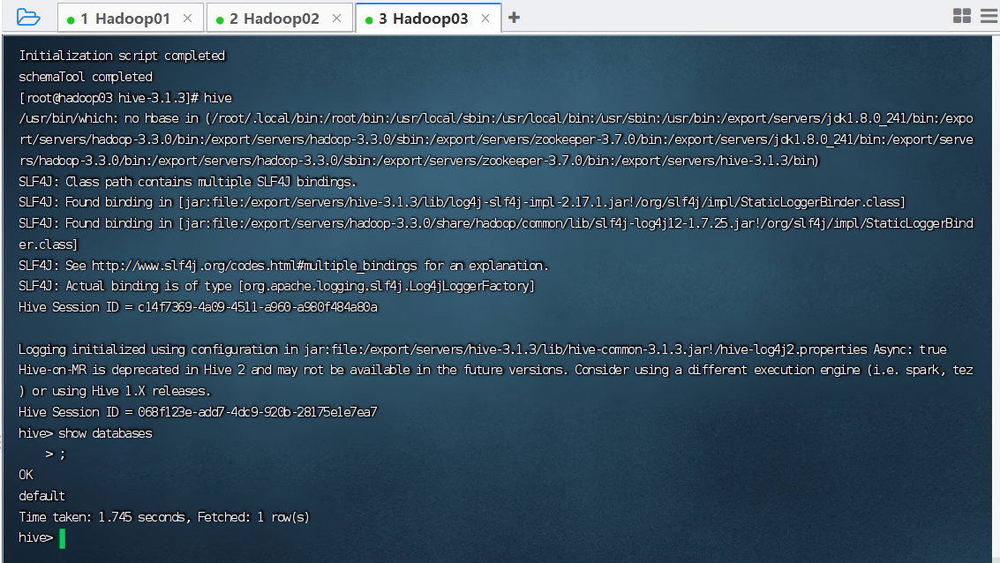 1 Hadoop01 × 2 Hadoop02 × 3 Hadoop03 × +
Initialization script completed
schemaTool completed
[root@hadoop03 hive-3.1.3]# hive
/usr/bin/which: no hbase in (/root/.local/bin:/root/bin:/usr/local/sbin:/usr/local/bin:/usr/sbin:/usr/bin:/export/servers/jdk1.8.0_241/bin:/expo
rt/servers/hadoop-3.3.0/bin:/export/servers/hadoop-3.3.0/sbin:/export/servers/zookeeper-3.7.0/bin:/export/servers/jdk1.8.0_241/bin:/export/serve
rs/hadoop-3.3.0/bin:/export/servers/hadoop-3.3.0/sbin:/export/servers/zookeeper-3.7.0/bin:/export/servers/hive-3.1.3/bin)
SLF4J: Class path contains multiple SLF4J bindings.
SLF4J: Found binding in [jar:file:/export/servers/hive-3.1.3/lib/log4j-slf4j-impl-2.17.1.jar!/org/slf4j/impl/StaticLoggerBinder.class]
SLF4J: Found binding in [jar:file:/export/servers/hadoop-3.3.0/share/hadoop/common/lib/slf4j-log4j12-1.7.25.jar!/org/slf4j/impl/StaticLoggerBind
er.class]
SLF4J: See http://www.slf4j.org/codes.html#multiple_bindings for an explanation.
SLF4J: Actual binding is of type [org.apache.logging.slf4j.Log4jLoggerFactory]
Hive Session ID = c14f7369-4a09-4511-a960-a980f484a80a
Logging initialized using configuration in jar:file:/export/servers/hive-3.1.3/lib/hive-common-3.1.3.jar!/hive-log4j2.properties Async: true
Hive-on-MR is deprecated in Hive 2 and may not be available in the future versions. Consider using a different execution engine (i.e. spark, tez
) or using Hive 1.X releases.
Hive Session ID = 068f123e-add7-4dc9-920b-28175e1e7ea7
hive> show databases
    > ;
OK
default
Time taken: 1.745 seconds, Fetched: 1 row(s)
hive>